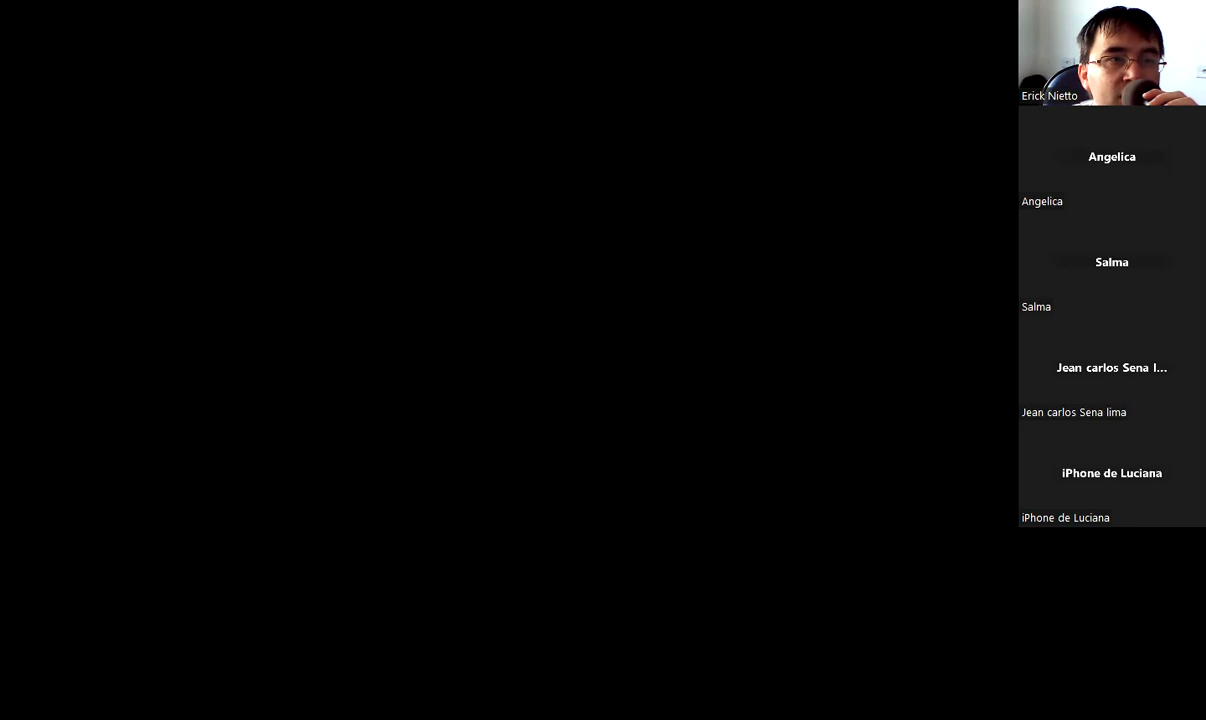 Erick Nietto
Angelica
Angelica
Salma
Salma
Jean carlos Sena l...
Jean carlos Sena lima
iPhone de Luciana
iPhone de Luciana